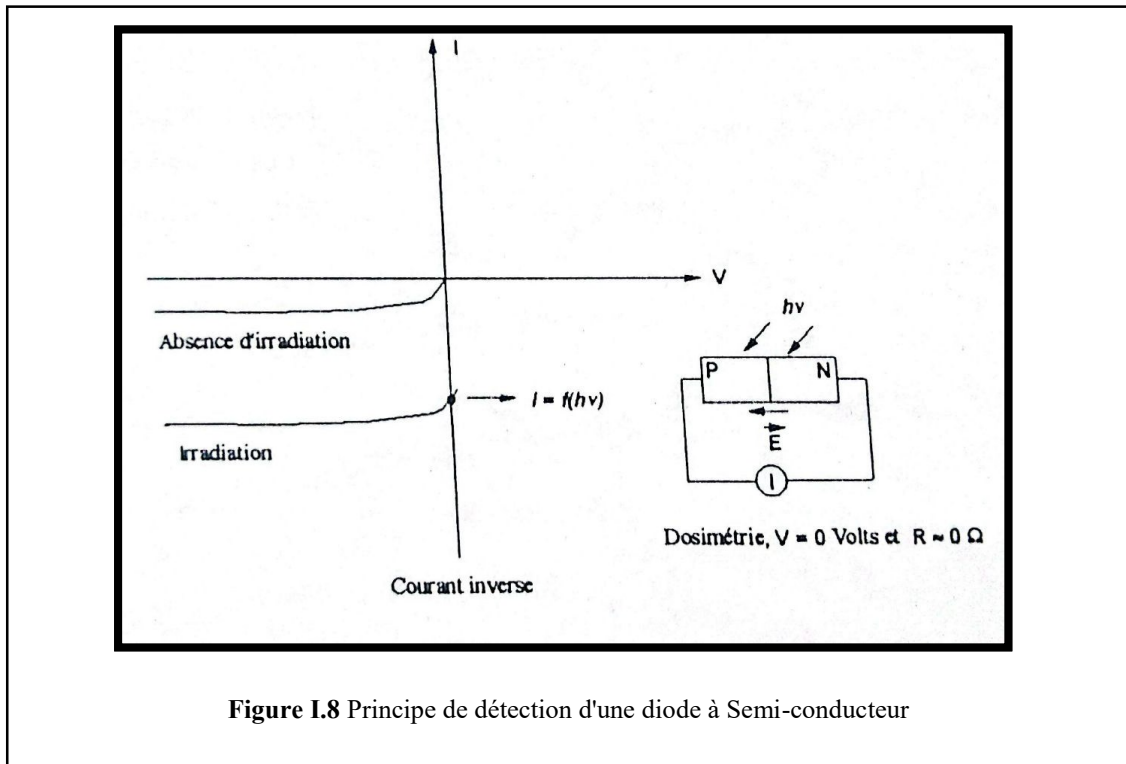 I
V
Absence d'irradiation
I = f(hν)
Irradiation
Courant inverse
hν
P N
E
I
Dosimétrie, V = 0 Volts et R ≈ 0 Ω
Figure I.8 Principe de détection d'une diode à Semi-conducteur